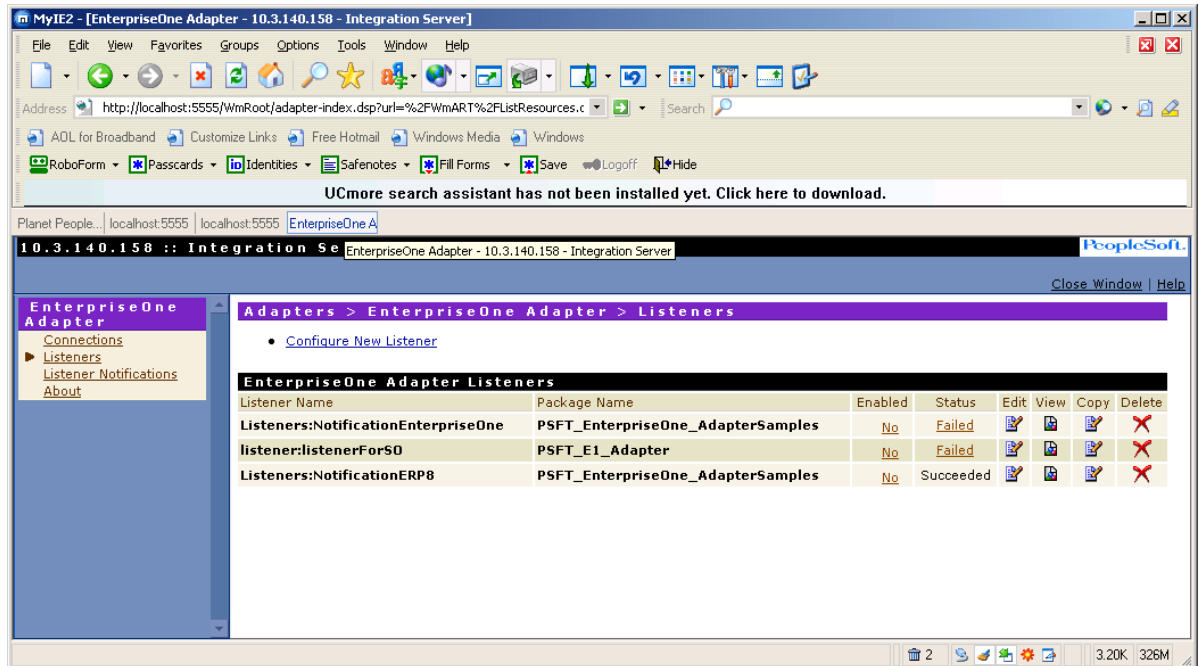 MyIE2 - [EnterpriseOne Adapter - 10.3.140.158 - Integration Server]
File Edit View Favorites Groups Options Tools Window Help
Address http://localhost:5555/WmRoot/adapter-index.dsp?url=%2FWmART%2FListResources.c Search
AOL for Broadband Customize Links Free Hotmail Windows Media Windows
RoboForm Passcards Identities Safenotes Fill Forms Save Logoff Hide
UCmore search assistant has not been installed yet. Click here to download.
Planet People... localhost:5555 localhost:5555 EnterpriseOne A
10.3.140.158 :: Integration Se
EnterpriseOne Adapter - 10.3.140.158 - Integration Server
PeopleSoft.
Close Window | Help
EnterpriseOne Adapter
Connections
Listeners
Listener Notifications
About
Adapters > EnterpriseOne Adapter > Listeners
Configure New Listener
EnterpriseOne Adapter Listeners
Listener Name Package Name Enabled Status Edit View Copy Delete
Listeners:NotificationEnterpriseOne PSFT_EnterpriseOne_AdapterSamples No Failed
listener:listenerForSO PSFT_E1_Adapter No Failed
Listeners:NotificationERP8 PSFT_EnterpriseOne_AdapterSamples No Succeeded
2 3.20K 326M